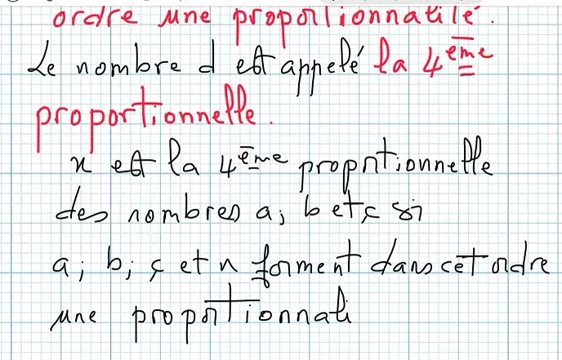 ordre une proportionnalité.
Le nombre d est appelé la 4ème
proportionnelle.
x est la 4ème proportionnelle
des nombres a; b et c si
a; b; c et x forment dans cet ordre
une proportionnali